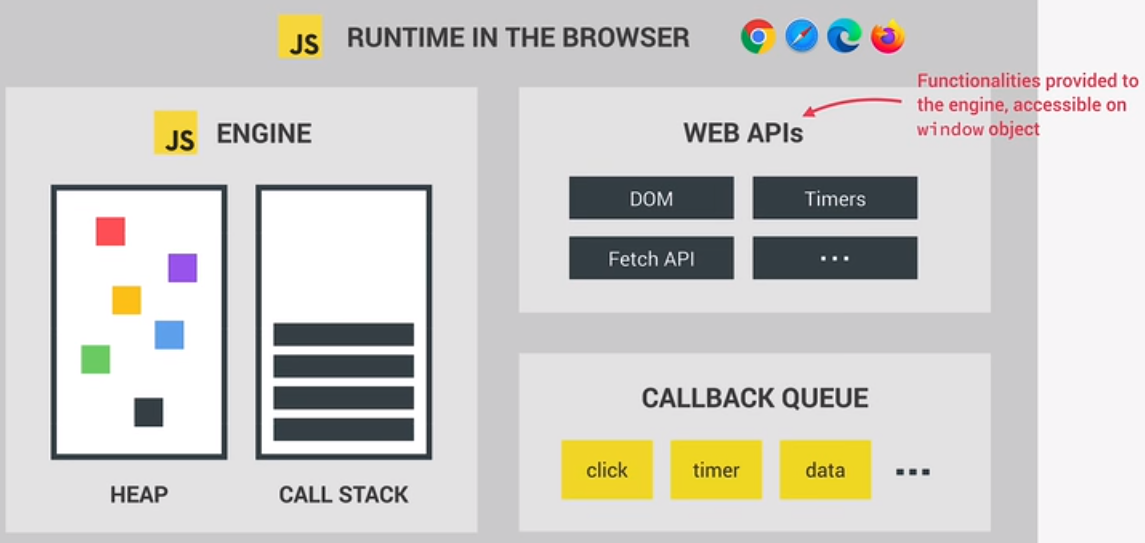 JS RUNTIME IN THE BROWSER
Functionalities provided to
the engine, accessible on
window object
JS ENGINE
HEAP
CALL STACK
WEB APIs
DOM
Timers
Fetch API
...
CALLBACK QUEUE
click
timer
data
...